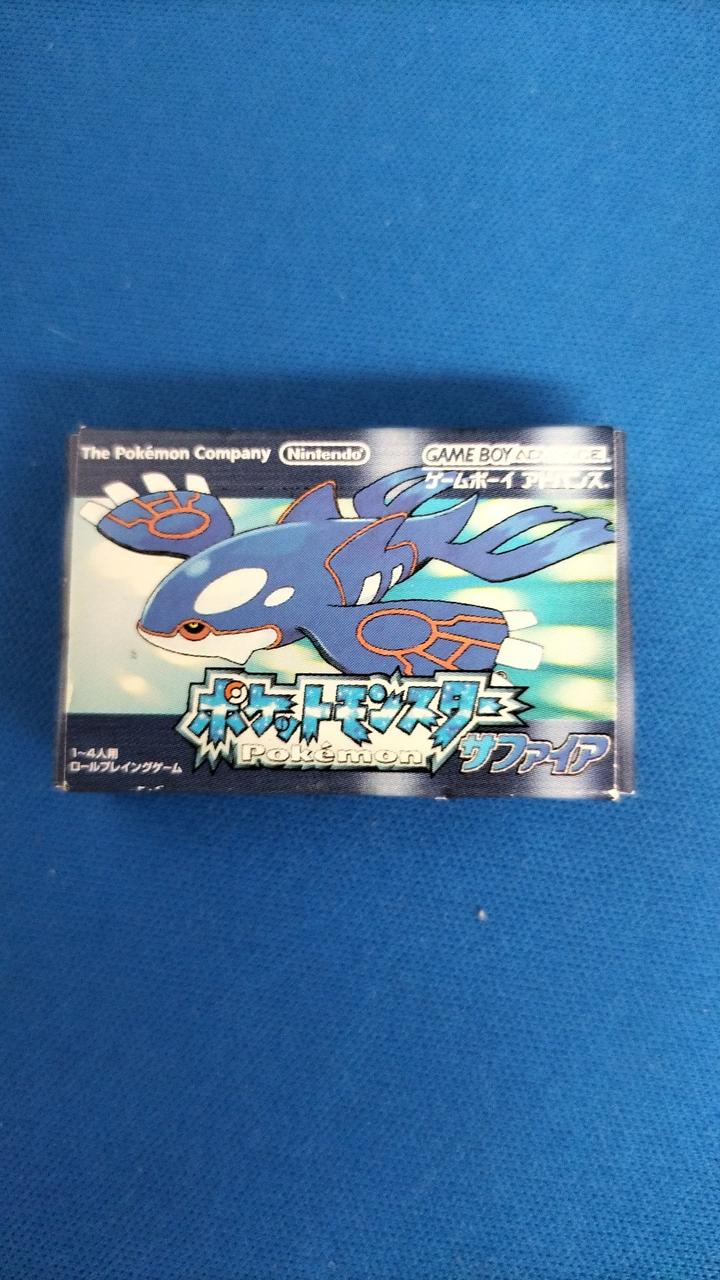 The Pokémon Company Nintendo
GAME BOY ADVANCE
ゲームボーイ アドバンス
ポケットモンスター
Pokémon
サファイア
1~4人用
ロールプレイングゲーム